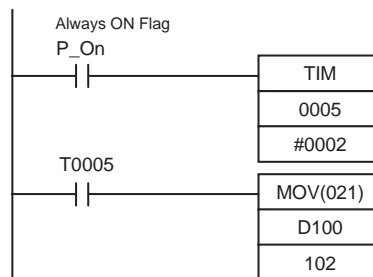 Always ON Flag
P_On
TIM
0005
#0002
T0005
MOV(021)
D100
102